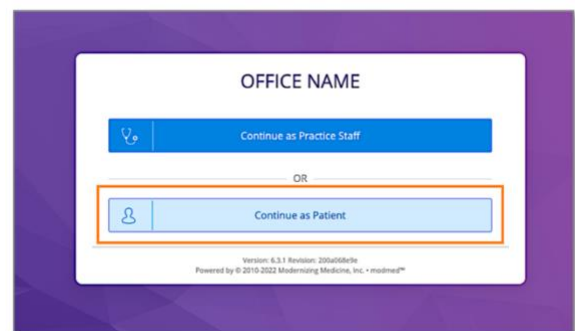 OFFICE NAME
Continue as Practice Staff
OR
Continue as Patient
Version: 6.3.1 Revision: 200a068e9e
Powered by © 2010-2022 Modernizing Medicine, Inc. • modmed™